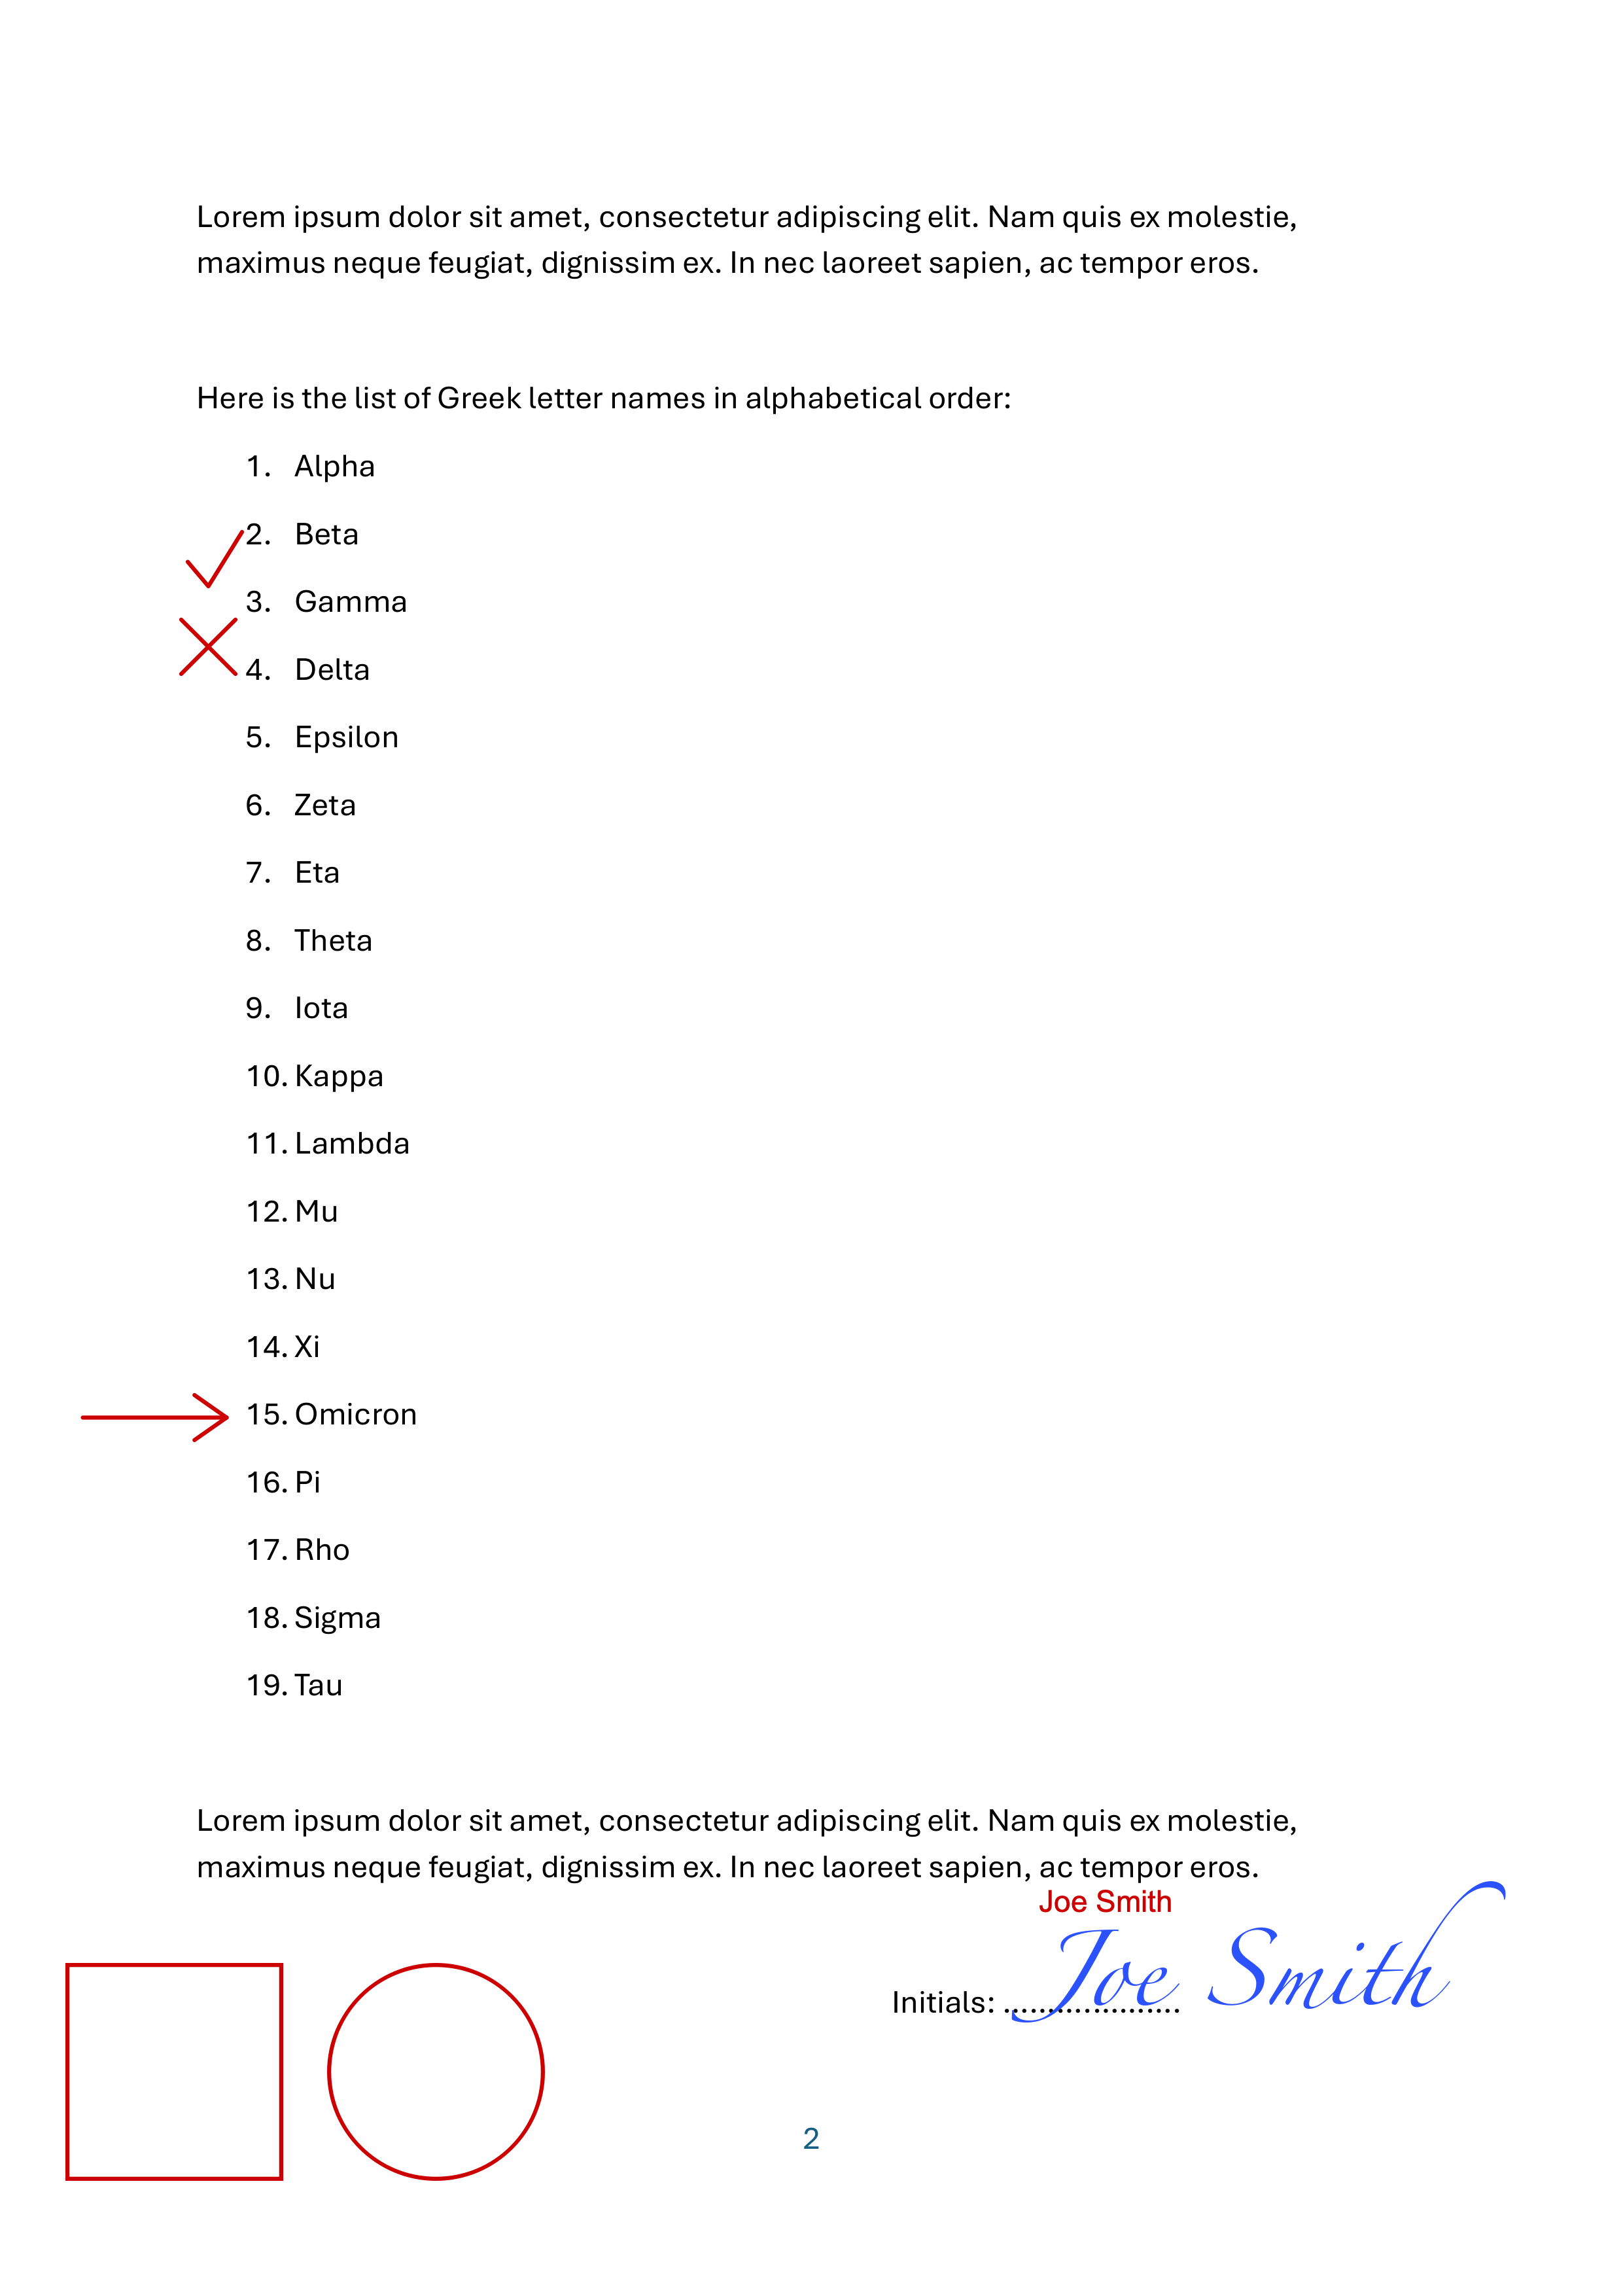 Lorem ipsum dolor sit amet, consectetur adipiscing elit. Nam quis ex molestie,
maximus neque feugiat, dignissim ex. In nec laoreet sapien, ac tempor eros.
Here is the list of Greek letter names in alphabetical order:
1. Alpha
2. Beta
3. Gamma
4. Delta
5. Epsilon
6. Zeta
7. Eta
8. Theta
9. Iota
10. Kappa
11. Lambda
12. Mu
13. Nu
14. Xi
15. Omicron
16. Pi
17. Rho
18. Sigma
19. Tau
Lorem ipsum dolor sit amet, consectetur adipiscing elit. Nam quis ex molestie,
maximus neque feugiat, dignissim ex. In nec laoreet sapien, ac tempor eros.
Joe Smith
Initials: .................... Joe Smith
2